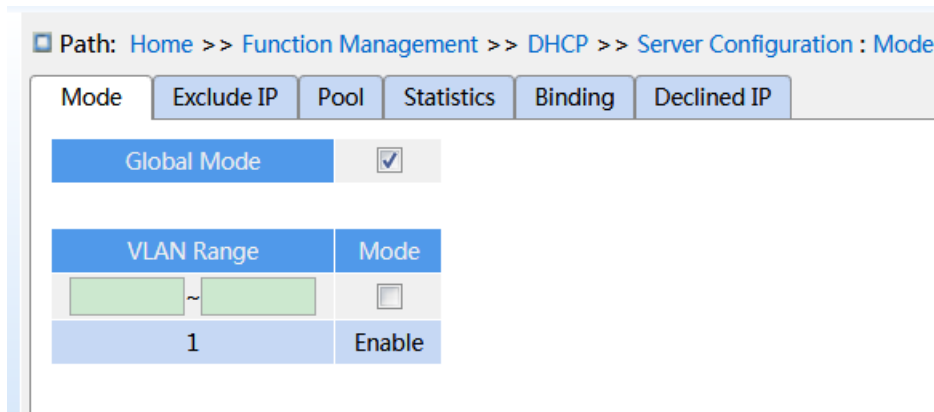 Path: Home >> Function Management >> DHCP >> Server Configuration : Mode
Mode Exclude IP Pool Statistics Binding Declined IP
Global Mode
VLAN Range Mode
~
1 Enable